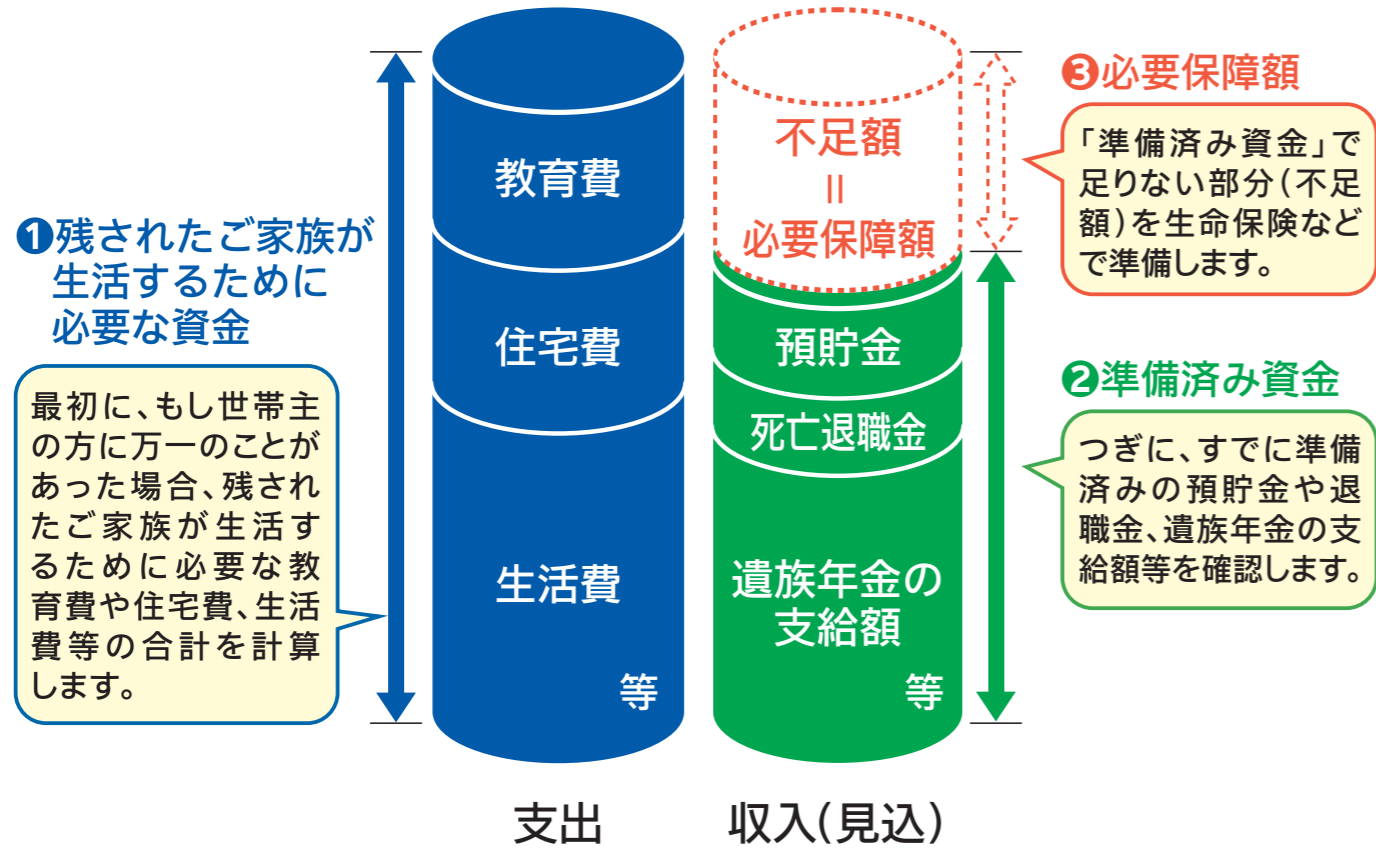 ❶残されたご家族が
生活するために
必要な資金
最初に、もし世帯主
の方に万一のことが
あった場合、残され
たご家族が生活す
るために必要な教
育費や住宅費、生活
費等の合計を計算
します。
教育費
住宅費
生活費
等
支出
不足額
=
必要保障額
預貯金
死亡退職金
遺族年金の
支給額
等
収入(見込)
❸必要保障額
「準備済み資金」で
足りない部分(不足
額)を生命保険など
で準備します。
❷準備済み資金
つぎに、すでに準備
済みの預貯金や退
職金、遺族年金の支
給額等を確認します。